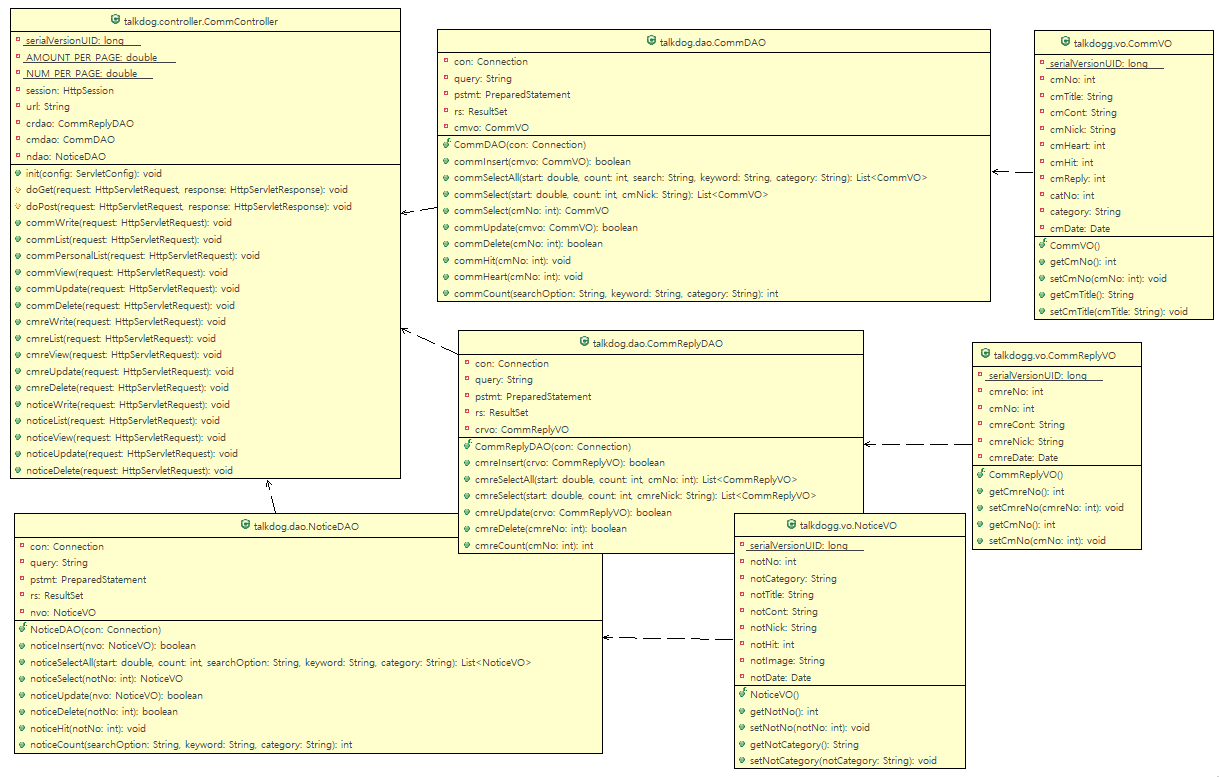 talkdog.controller.CommController
serialVersionUID: long
AMOUNT_PER_PAGE: double
NUM_PER_PAGE: double
session: HttpSession
url: String
crdao: CommReplyDAO
cmdao: CommDAO
ndao: NoticeDAO
init(config: ServletConfig): void
doGet(request: HttpServletRequest, response: HttpServletResponse): void
doPost(request: HttpServletRequest, response: HttpServletResponse): void
commWrite(request: HttpServletRequest): void
commList(request: HttpServletRequest): void
commPersonalList(request: HttpServletRequest): void
commView(request: HttpServletRequest): void
commUpdate(request: HttpServletRequest): void
commDelete(request: HttpServletRequest): void
cmreWrite(request: HttpServletRequest): void
cmreList(request: HttpServletRequest): void
cmreView(request: HttpServletRequest): void
cmreUpdate(request: HttpServletRequest): void
cmreDelete(request: HttpServletRequest): void
noticeWrite(request: HttpServletRequest): void
noticeList(request: HttpServletRequest): void
noticeView(request: HttpServletRequest): void
noticeUpdate(request: HttpServletRequest): void
noticeDelete(request: HttpServletRequest): void
talkdog.dao.CommDAO
con: Connection
query: String
pstmt: PreparedStatement
rs: ResultSet
cmvo: CommVO
CommDAO(con: Connection)
commInsert(cmvo: CommVO): boolean
commSelectAll(start: double, count: int, search: String, keyword: String, category: String): List<CommVO>
commSelect(start: double, count: int, cmNick: String): List<CommVO>
commSelect(cmNo: int): CommVO
commUpdate(cmvo: CommVO): boolean
commDelete(cmNo: int): boolean
commHit(cmNo: int): void
commHeart(cmNo: int): void
commCount(searchOption: String, keyword: String, category: String): int
talkdogg.vo.CommVO
serialVersionUID: long
cmNo: int
cmTitle: String
cmCont: String
cmNick: String
cmHeart: int
cmHit: int
cmReply: int
catNo: int
category: String
cmDate: Date
CommVO()
getCmNo(): int
setCmNo(cmNo: int): void
getCmTitle(): String
setCmTitle(cmTitle: String): void
talkdog.dao.CommReplyDAO
con: Connection
query: String
pstmt: PreparedStatement
rs: ResultSet
crvo: CommReplyVO
CommReplyDAO(con: Connection)
cmreInsert(crvo: CommReplyVO): boolean
cmreSelectAll(start: double, count: int, cmNo: int): List<CommReplyVO>
cmreSelect(start: double, count: int, cmreNick: String): List<CommReplyVO>
cmreUpdate(crvo: CommReplyVO): boolean
cmreDelete(cmreNo: int): boolean
cmreCount(cmNo: int): int
talkdogg.vo.CommReplyVO
serialVersionUID: long
cmreNo: int
cmNo: int
cmreCont: String
cmreNick: String
cmreDate: Date
CommReplyVO()
getCmreNo(): int
setCmreNo(cmreNo: int): void
getCmNo(): int
setCmNo(cmNo: int): void
talkdog.dao.NoticeDAO
con: Connection
query: String
pstmt: PreparedStatement
rs: ResultSet
nvo: NoticeVO
NoticeDAO(con: Connection)
noticeInsert(nvo: NoticeVO): boolean
noticeSelectAll(start: double, count: int, searchOption: String, keyword: String, category: String): List<NoticeVO>
noticeSelect(notNo: int): NoticeVO
noticeUpdate(nvo: NoticeVO): boolean
noticeDelete(notNo: int): boolean
noticeHit(notNo: int): void
noticeCount(searchOption: String, keyword: String, category: String): int
talkdogg.vo.NoticeVO
serialVersionUID: long
notNo: int
notCategory: String
notTitle: String
notCont: String
notNick: String
notHit: int
notImage: String
notDate: Date
NoticeVO()
getNotNo(): int
setNotNo(notNo: int): void
getNotCategory(): String
setNotCategory(notCategory: String): void